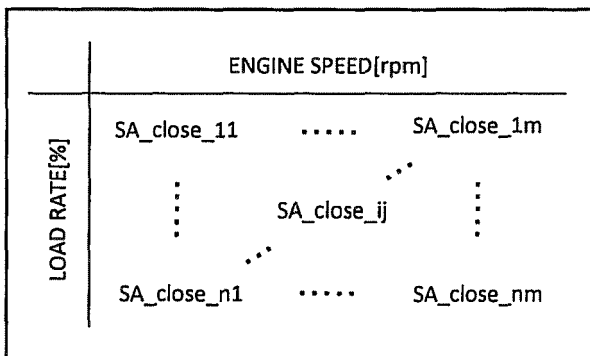 ENGINE SPEED[rpm]
LOAD RATE[%]
SA_close_11 ..... SA_close_1m
SA_close_ij
SA_close_n1 ..... SA_close_nm